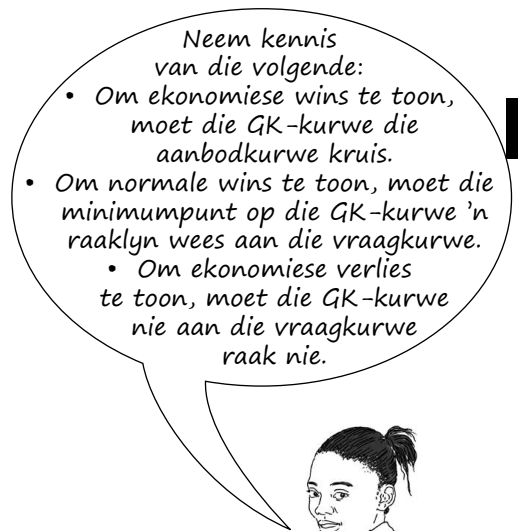 Neem kennis
van die volgende:
• Om ekonomiese wins te toon,
moet die GK-kurwe die
aanbodkurwe kruis.
• Om normale wins te toon, moet die
minimumpunt op die GK-kurwe ’n
raaklyn wees aan die vraagkurwe.
• Om ekonomiese verlies
te toon, moet die GK-kurwe
nie aan die vraagkurwe
raak nie.